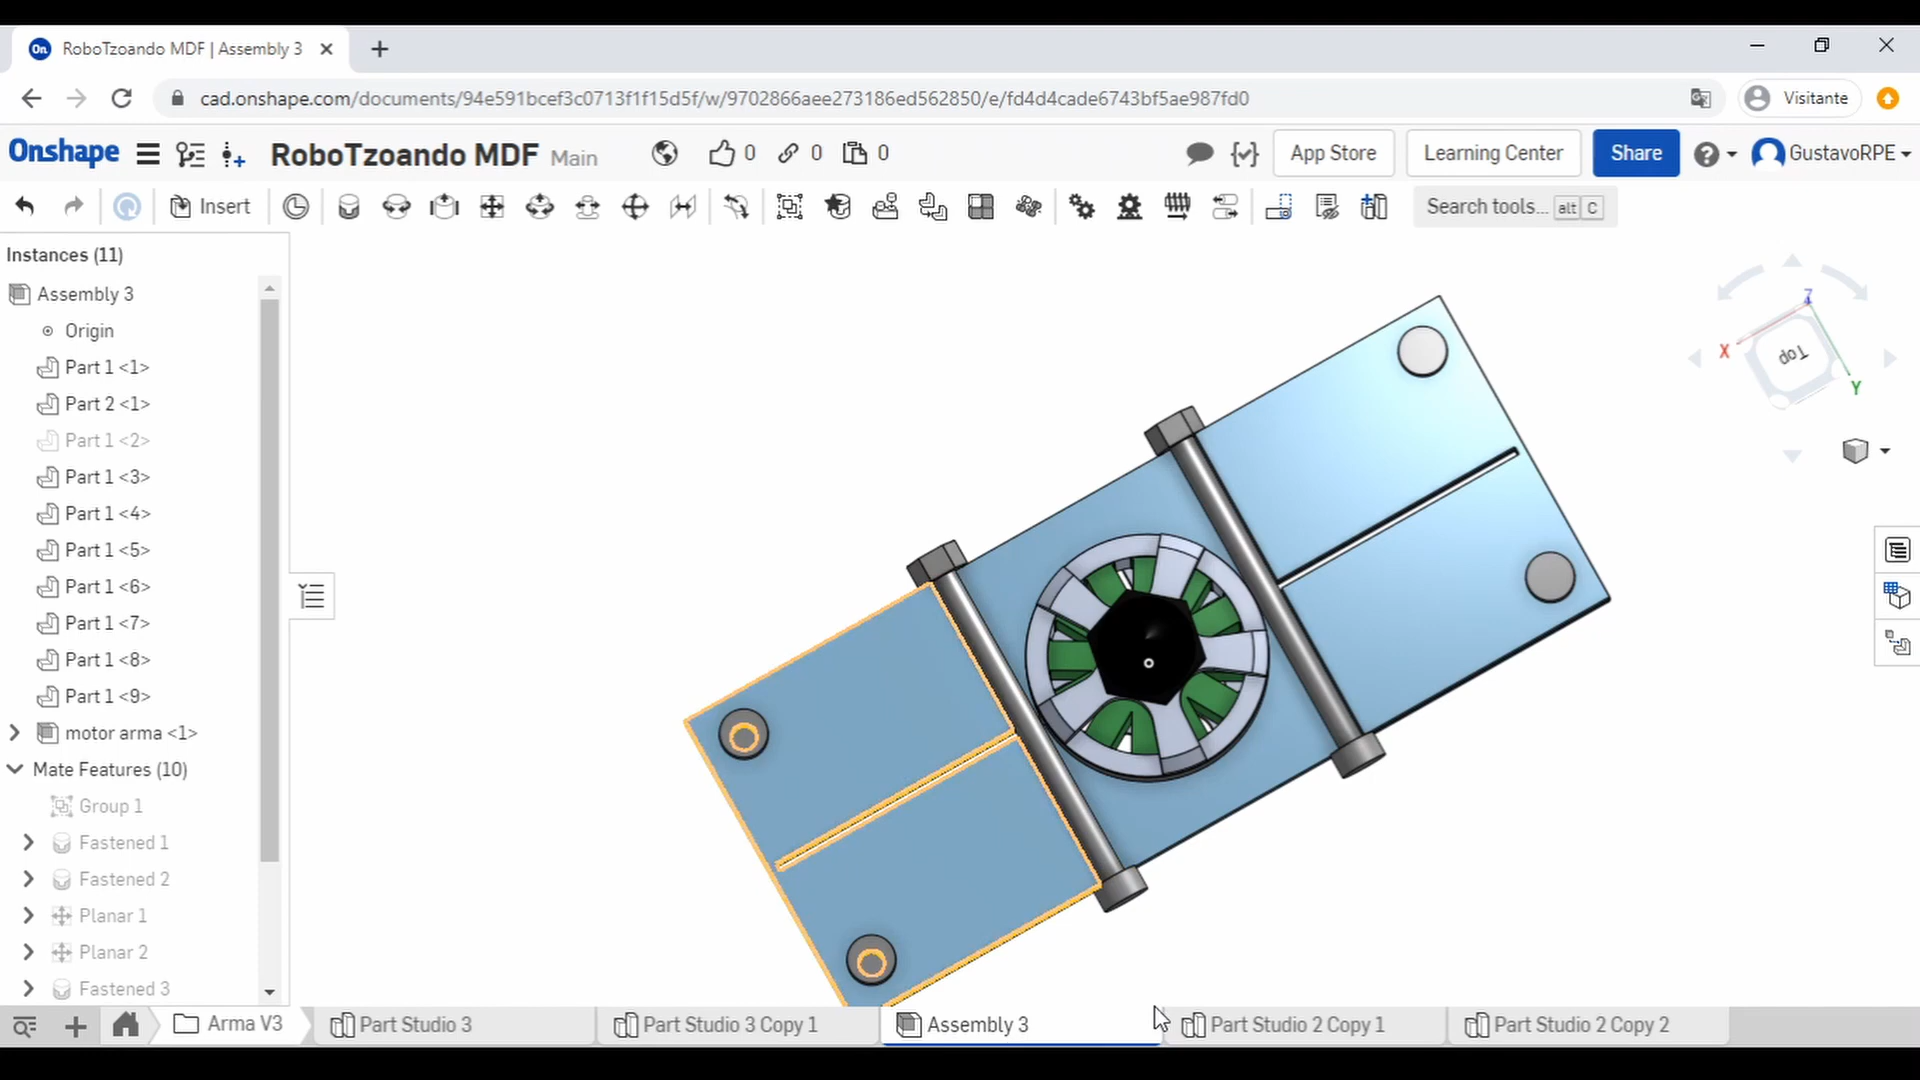 On RoboTzoando MDF | Assembly 3
cad.onshape.com/documents/94e591bcef3c0713f1f15d5f/w/9702866aee273186ed562850/e/fd4d4cade6743bf5ae987fd0
Visitante
Onshape RoboTzoando MDF Main 0 0 0 App Store Learning Center Share GustavoRPE
Insert Search tools... alt C
Instances (11)
Assembly 3
Origin
Part 1 <1>
Part 2 <1>
Part 1 <2>
Part 1 <3>
Part 1 <4>
Part 1 <5>
Part 1 <6>
Part 1 <7>
Part 1 <8>
Part 1 <9>
motor arma <1>
Mate Features (10)
Group 1
Fastened 1
Fastened 2
Planar 1
Planar 2
Fastened 3
Z
X
Top
Y
Arma V3 Part Studio 3 Part Studio 3 Copy 1 Assembly 3 Part Studio 2 Copy 1 Part Studio 2 Copy 2